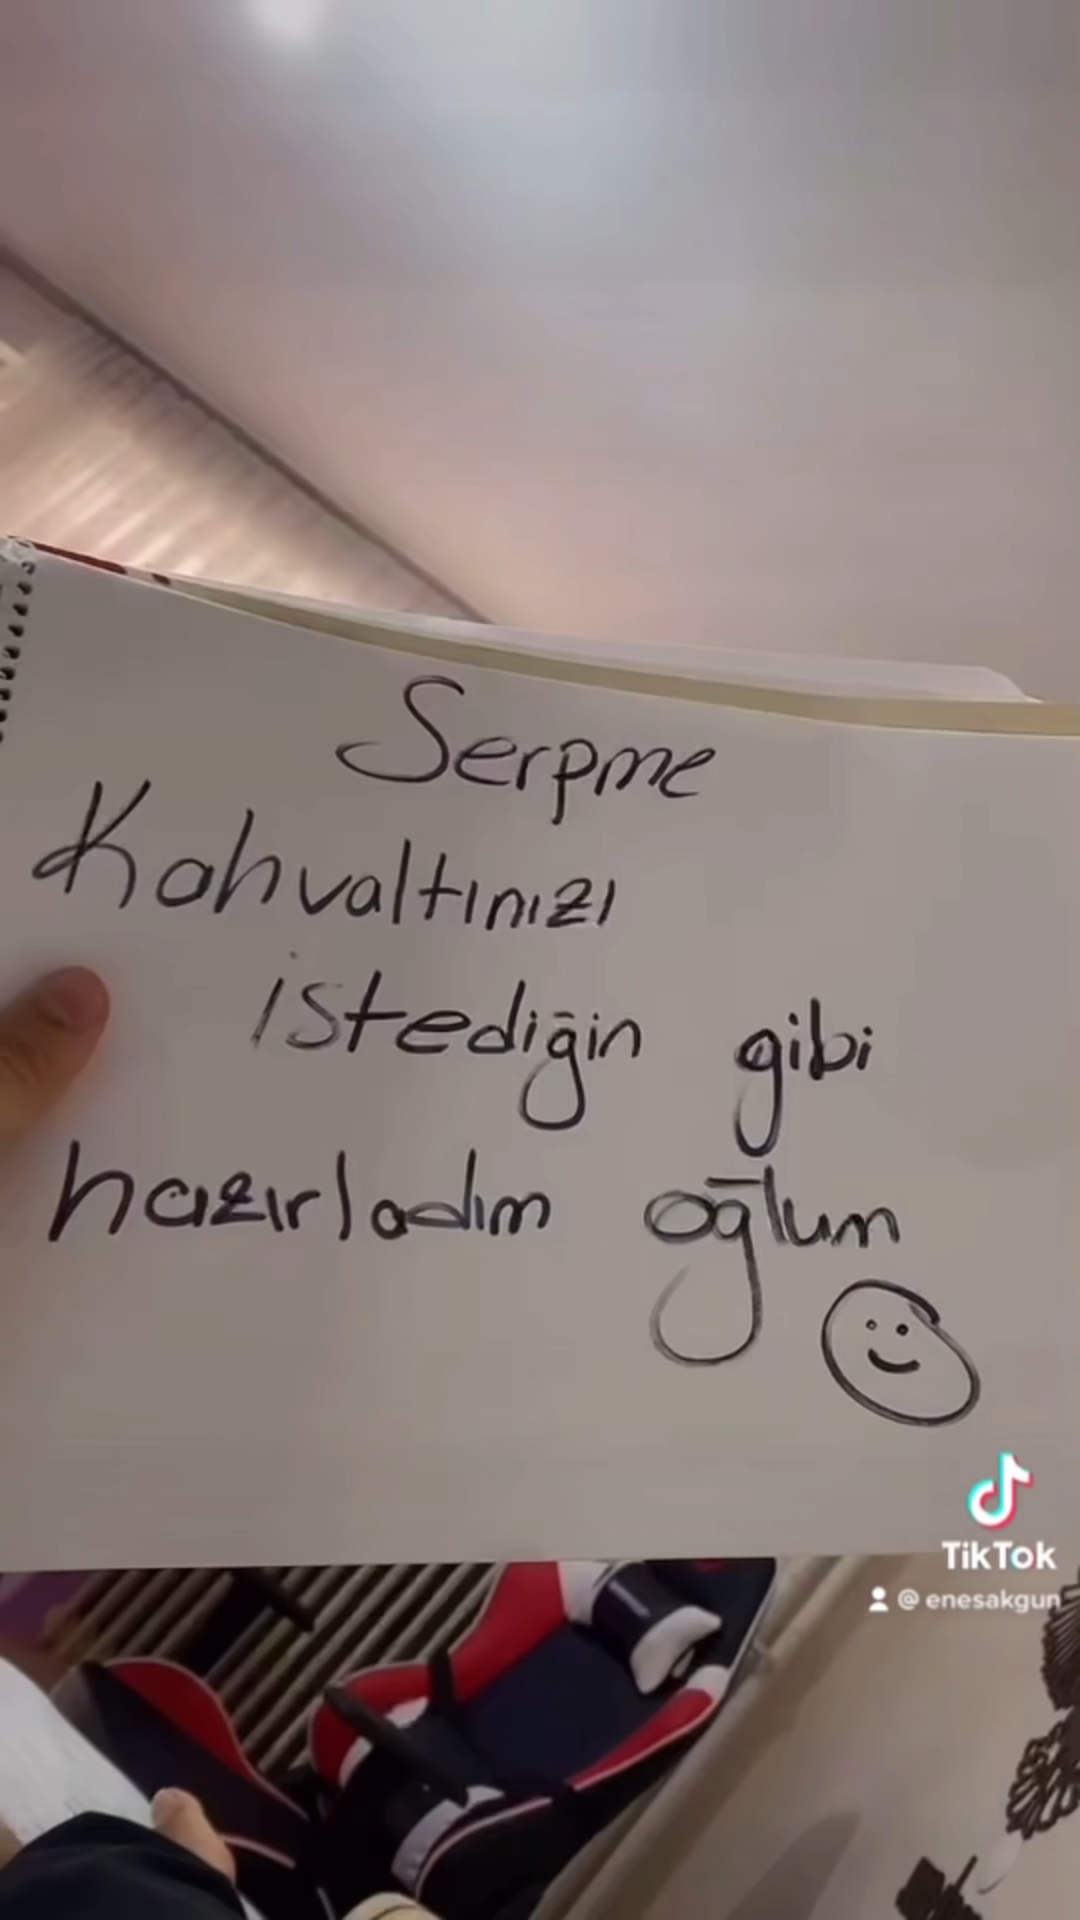 Serpme
Kahvaltınızı
istediğin gibi
hazırladım oğlum
TikTok
@enesakgun